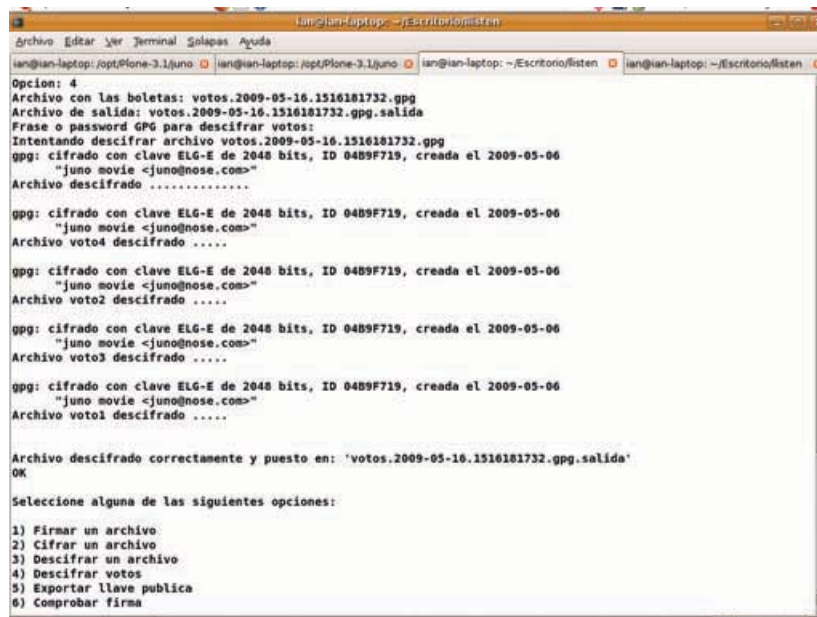 ian@ian-laptop: ~/Escritorio/listen
Archivo Editar Ver Terminal Solapas Ayuda
ian@ian-laptop: /opt/Plone-3.1/juno ian@ian-laptop: /opt/Plone-3.1/juno ian@ian-laptop: ~/Escritorio/listen ian@ian-laptop: ~/Escritorio/listen
Opcion: 4
Archivo con las boletas: votos.2009-05-16.1516181732.gpg
Archivo de salida: votos.2009-05-16.1516181732.gpg.salida
Frase o password GPG para descifrar votos:
Intentando descifrar archivo votos.2009-05-16.1516181732.gpg
gpg: cifrado con clave ELG-E de 2048 bits, ID 04B9F719, creada el 2009-05-06
"juno movie <juno@nose.com>"
Archivo descifrado ..............
gpg: cifrado con clave ELG-E de 2048 bits, ID 04B9F719, creada el 2009-05-06
"juno movie <juno@nose.com>"
Archivo voto4 descifrado .....
gpg: cifrado con clave ELG-E de 2048 bits, ID 04B9F719, creada el 2009-05-06
"juno movie <juno@nose.com>"
Archivo voto2 descifrado .....
gpg: cifrado con clave ELG-E de 2048 bits, ID 04B9F719, creada el 2009-05-06
"juno movie <juno@nose.com>"
Archivo voto3 descifrado .....
gpg: cifrado con clave ELG-E de 2048 bits, ID 04B9F719, creada el 2009-05-06
"juno movie <juno@nose.com>"
Archivo voto1 descifrado .....
Archivo descifrado correctamente y puesto en: 'votos.2009-05-16.1516181732.gpg.salida'
OK
Seleccione alguna de las siguientes opciones:
1) Firmar un archivo
2) Cifrar un archivo
3) Descifrar un archivo
4) Descifrar votos
5) Exportar llave publica
6) Comprobar firma